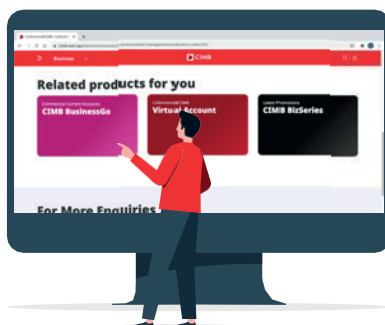 Business
CIMB
Related products for you
Commercial Current Accounts
CIMB BusinessGo
Virtual Account
Latest Promotions
CIMB BizSeries
For More Enquiries